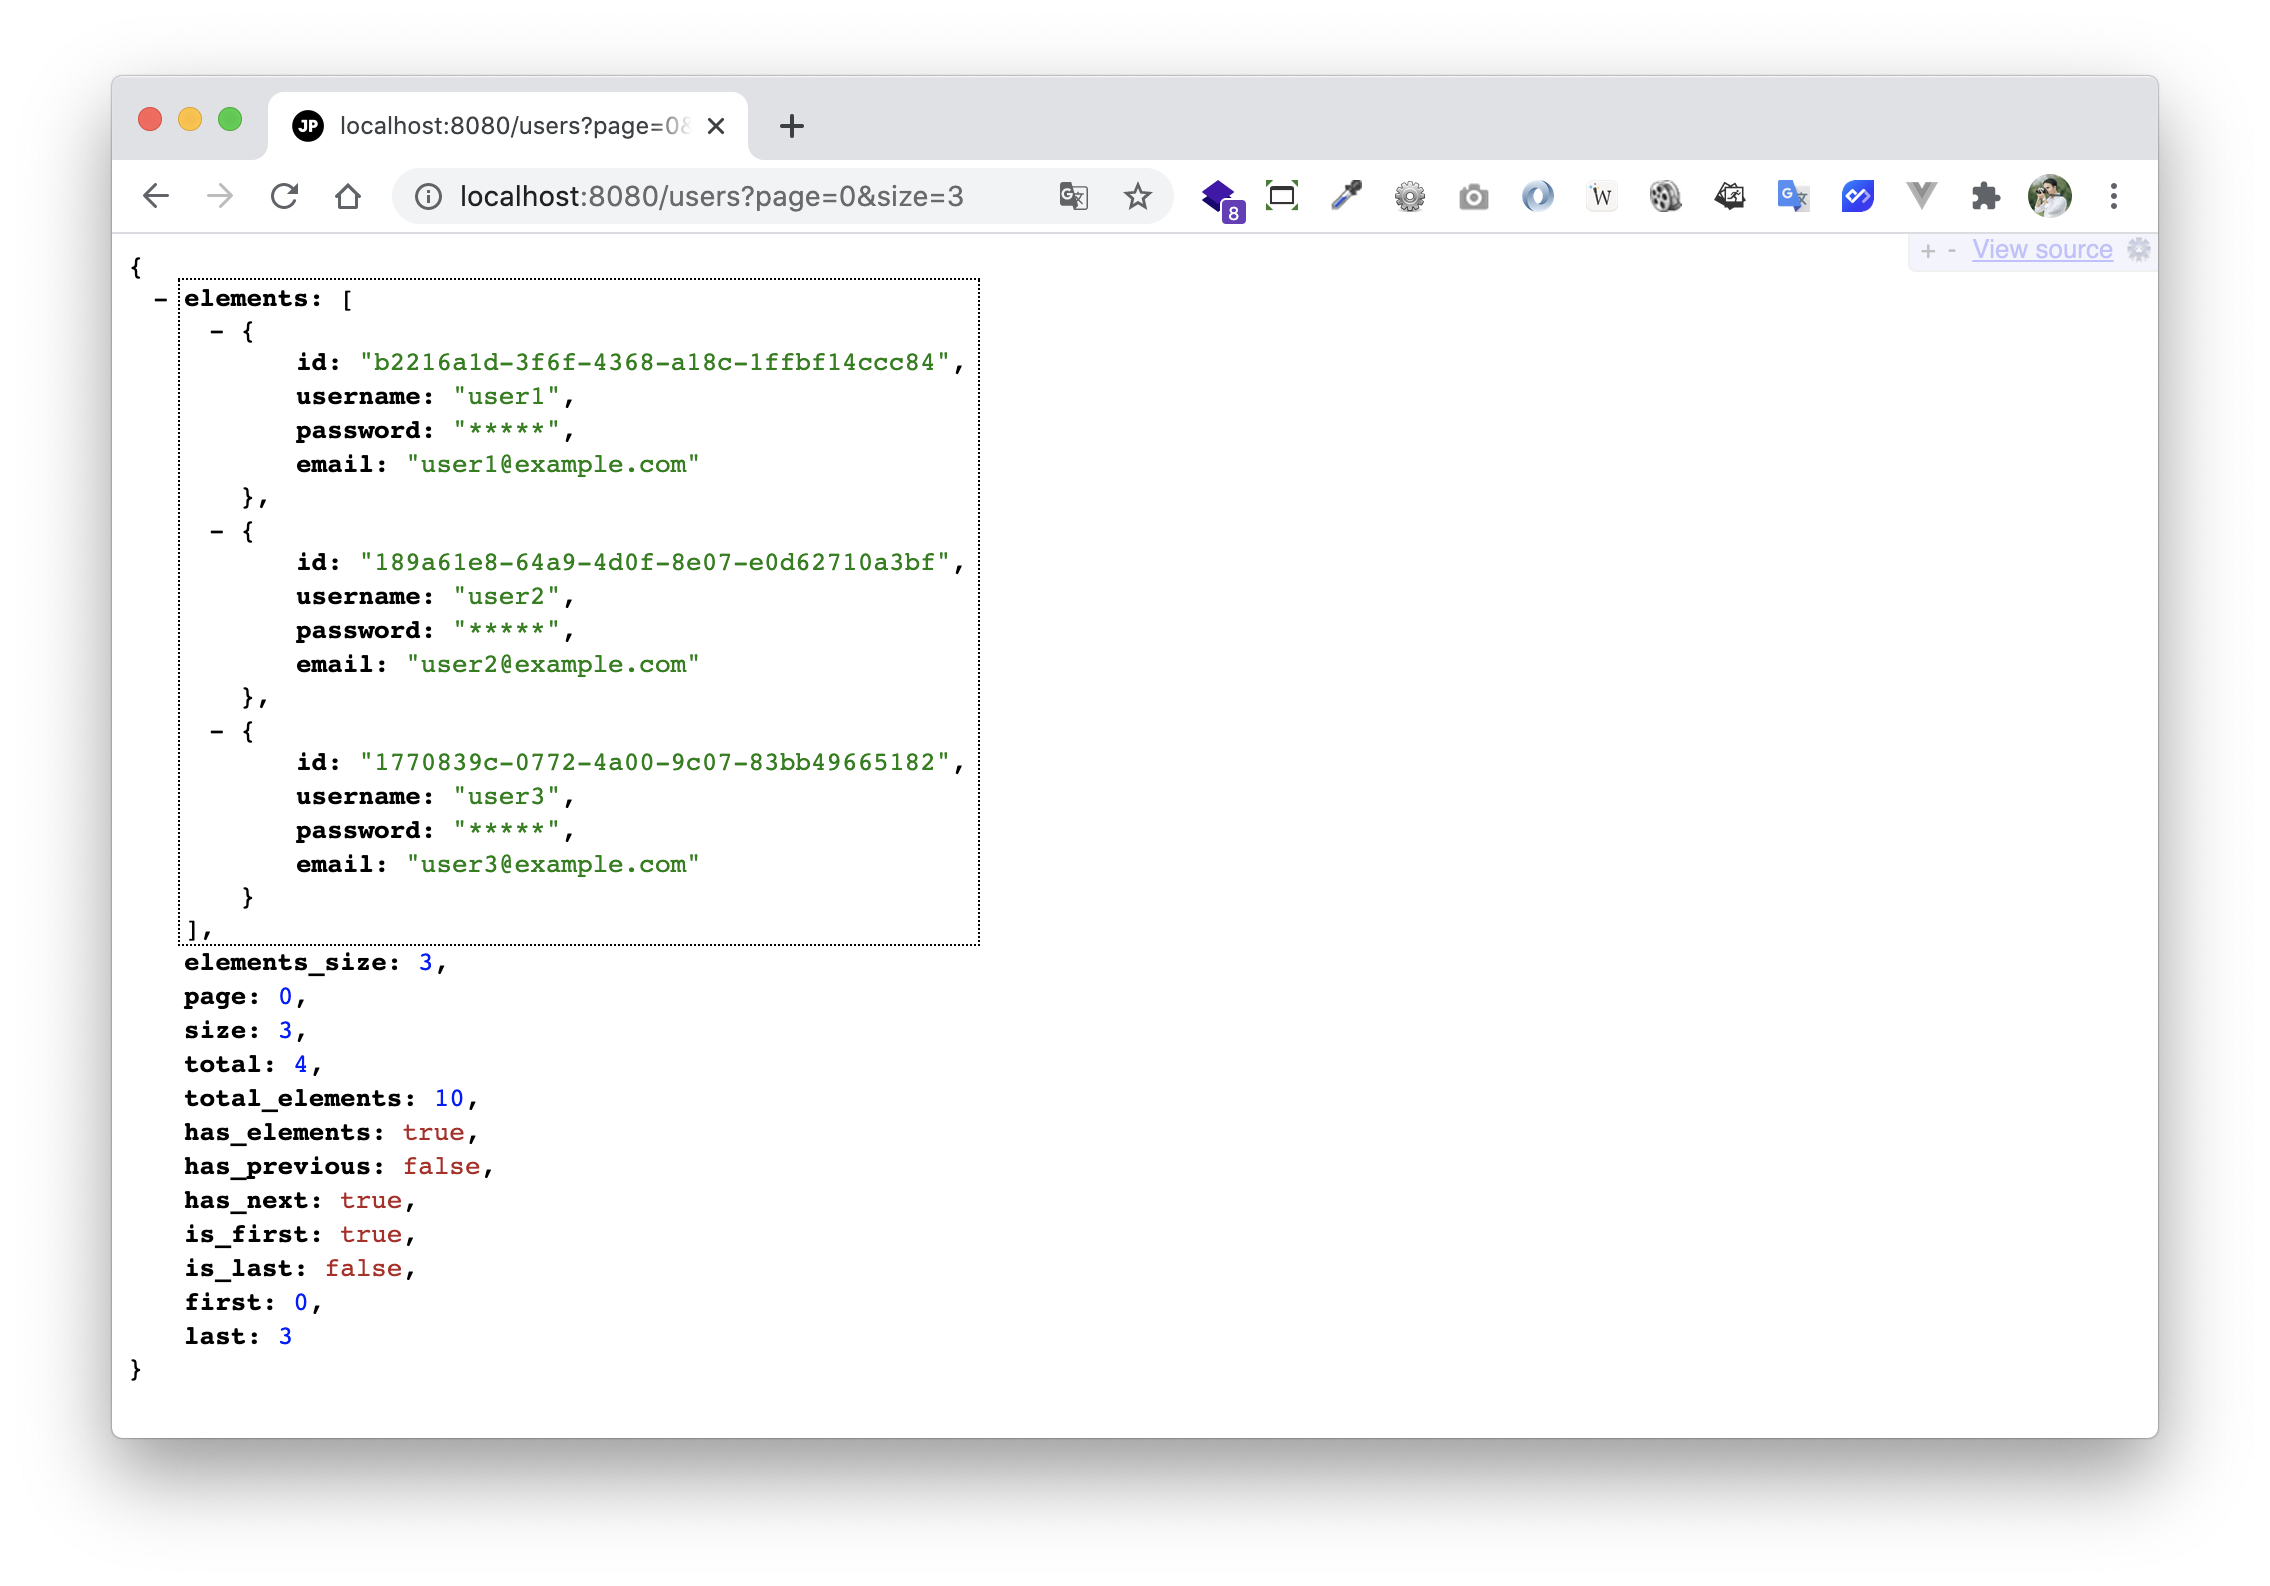 JP localhost:8080/users?page=0&
localhost:8080/users?page=0&size=3
8
W
G
+ - View source
{
- elements: [
- {
id: "b2216a1d-3f6f-4368-a18c-1ffbf14ccc84",
username: "user1",
password: "*****",
email: "user1@example.com"
},
- {
id: "189a61e8-64a9-4d0f-8e07-e0d62710a3bf",
username: "user2",
password: "*****",
email: "user2@example.com"
},
- {
id: "1770839c-0772-4a00-9c07-83bb49665182",
username: "user3",
password: "*****",
email: "user3@example.com"
}
],
elements_size: 3,
page: 0,
size: 3,
total: 4,
total_elements: 10,
has_elements: true,
has_previous: false,
has_next: true,
is_first: true,
is_last: false,
first: 0,
last: 3
}